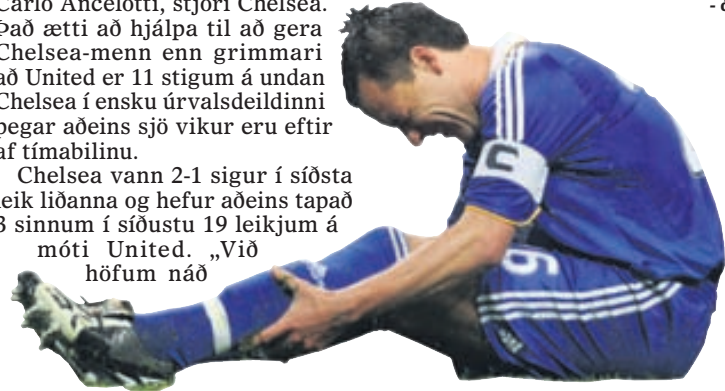 Carlo Ancelotti, stjóri Chelsea.
Það ætti að hjálpa til að gera
Chelsea-menn enn grimmari
að United er 11 stigum á undan
Chelsea í ensku úrvalsdeildinni
þegar aðeins sjö vikur eru eftir
af tímabilinu.
Chelsea vann 2-1 sigur í síðsta
leik liðanna og hefur aðeins tapað
3 sinnum í síðustu 19 leikjum á
móti United. „Við
höfum náð
C